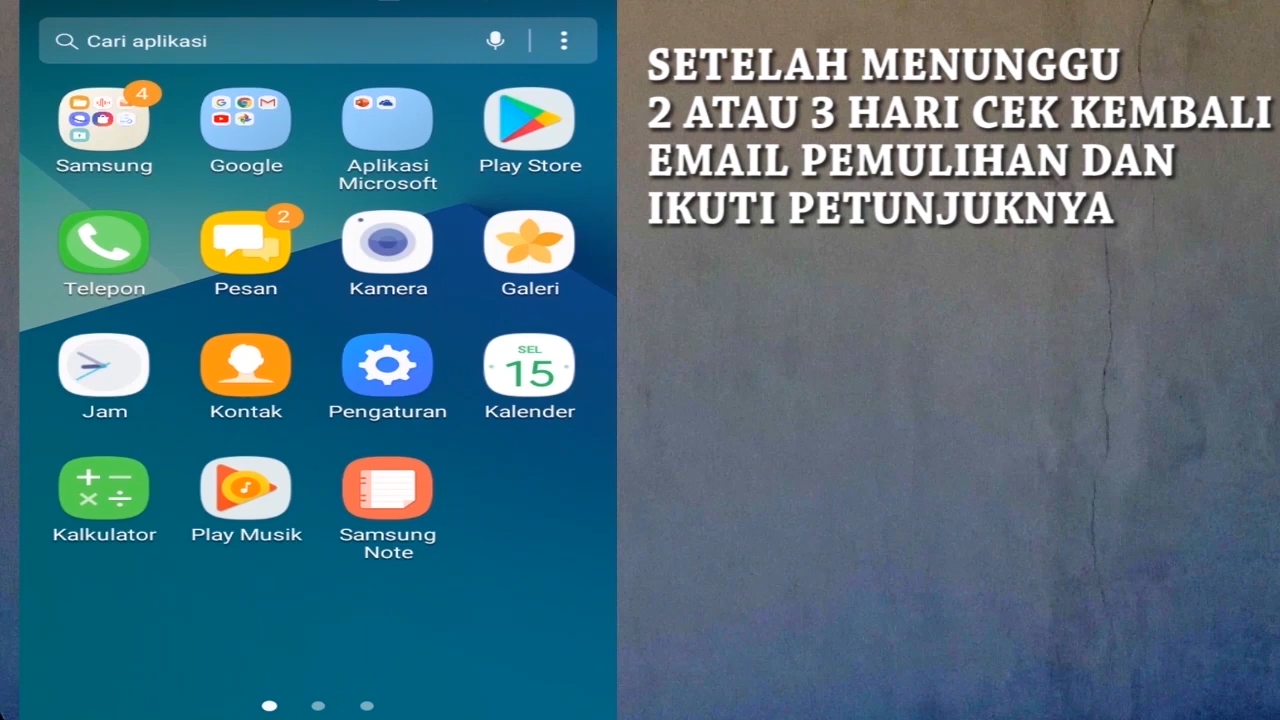 Cari aplikasi
4
Samsung
Google
Aplikasi
Microsoft
Play Store
2
Telepon
Pesan
Kamera
Galeri
SEL
15
Jam
Kontak
Pengaturan
Kalender
Kalkulator
Play Musik
Samsung
Note
SETELAH MENUNGGU
2 ATAU 3 HARI CEK KEMBALI
EMAIL PEMULIHAN DAN
IKUTI PETUNJUKNYA